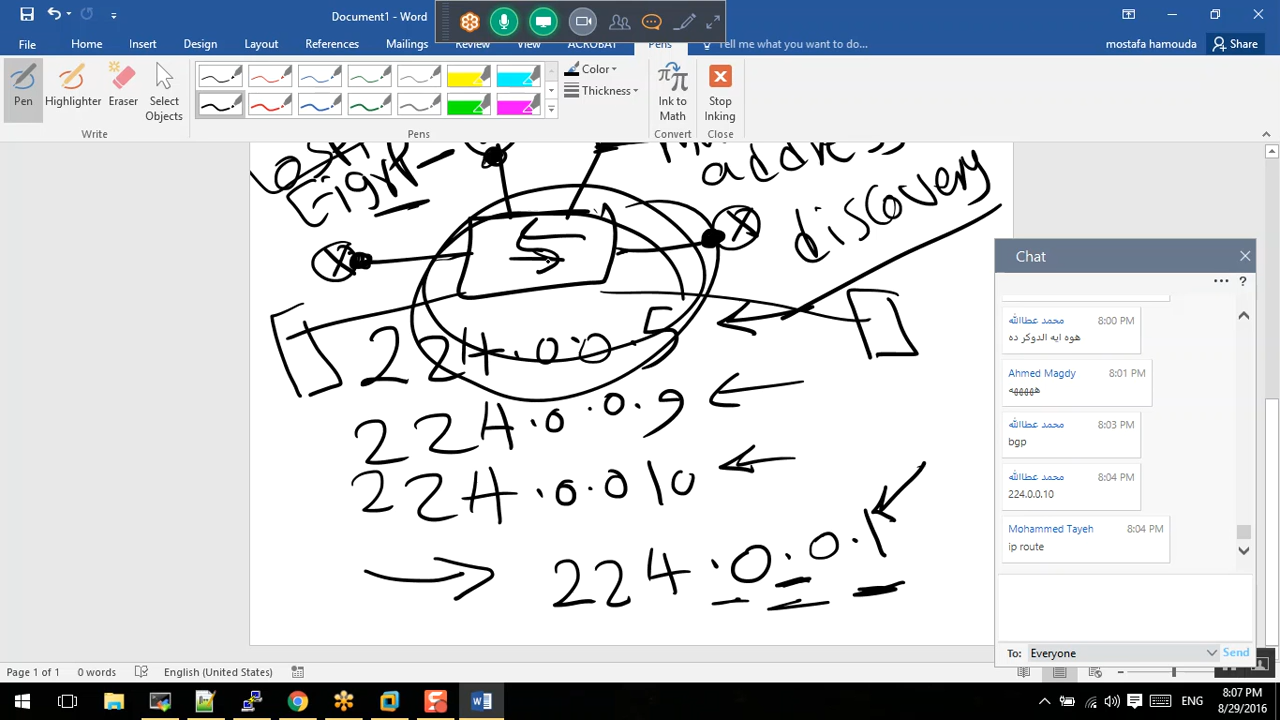 Document1 - Word
File Home Insert Design Layout References Mailings Review View ACROBAT Pens Tell me what you want to do...
mostafa hamouda Share
Pen Highlighter Eraser Select Objects
Color
Thickness
Ink to Math
Stop Inking
Write Pens Convert Close
Eigrp
address
discovery
X 5 X
224.0.0.5
224.0.0.9
224.0.0 10
224.0.0.1
Chat
محمد عطاالله 8:00 PM
هوه ايه الدوكر ده
Ahmed Magdy 8:01 PM
هههههه
محمد عطاالله 8:03 PM
bgp
محمد عطاالله 8:04 PM
224.0.0.10
Mohammed Tayeh 8:04 PM
ip route
To: Everyone Send
Page 1 of 1 0 words English (United States)
ENG 8:07 PM
8/29/2016